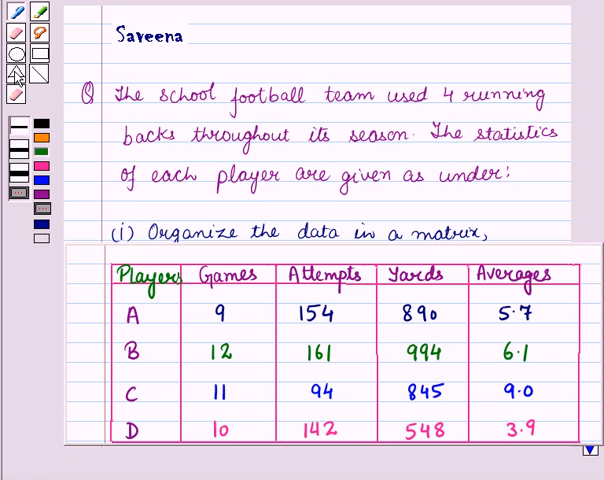 Saveena
Q The school football team used 4 running
backs throughout its season. The statistics
of each player are given as under:
(i) Organize the data in a matrix,
Players Games Attempts Yards Averages
A 9 154 890 5.7
B 12 161 994 6.1
C 11 94 845 9.0
D 10 142 548 3.9